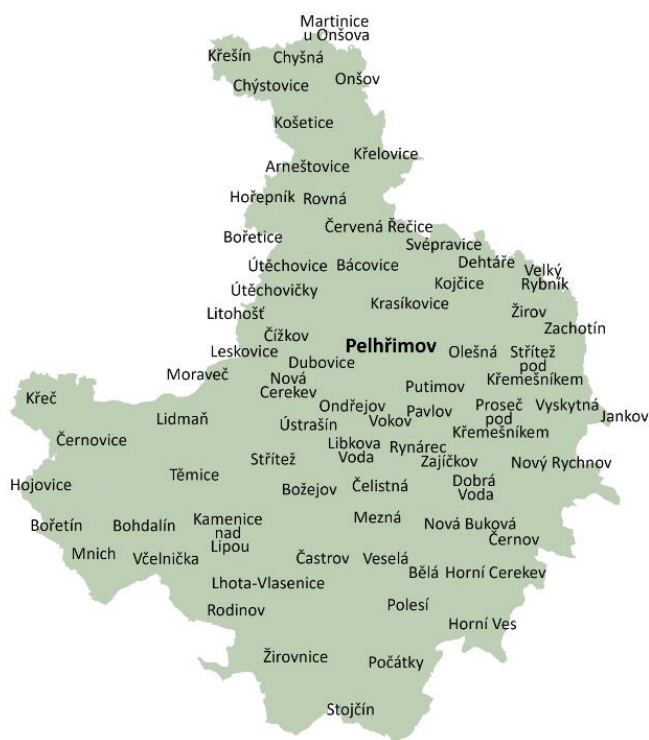 Martinice
u Onšova
Křešín
Chyšná
Onšov
Chýstovice
Košetice
Křelovice
Arneštovice
Hořepník
Rovná
Červená Řečice
Bořetice
Svépravice
Útěchovice
Bácovice
Dehtáře
Velký
Rybník
Kojčice
Útěchovičky
Krasíkovice
Litohošť
Žirov
Zachotín
Čížkov
Pelhřimov
Leskovice
Olešná
Střítež
pod
Křemešníkem
Dubovice
Moraveč
Nová
Cerekev
Putimov
Křeč
Ondřejov
Pavlov
Proseč
pod
Křemešníkem
Vyskytná
Jankov
Lidmaň
Ústrašín
Vokov
Černovice
Libkova
Voda
Rynárec
Střítež
Zajíčkov
Nový Rychnov
Těmice
Hojovice
Božejov
Čelistná
Dobrá
Voda
Bořetín
Bohdalín
Kamenice
nad
Lipou
Mezná
Nová Buková
Černov
Mnich
Včelnička
Častrov
Veselá
Bělá
Horní Cerekev
Lhota-Vlasenice
Rodinov
Polesí
Horní Ves
Žirovnice
Počátky
Stojčín